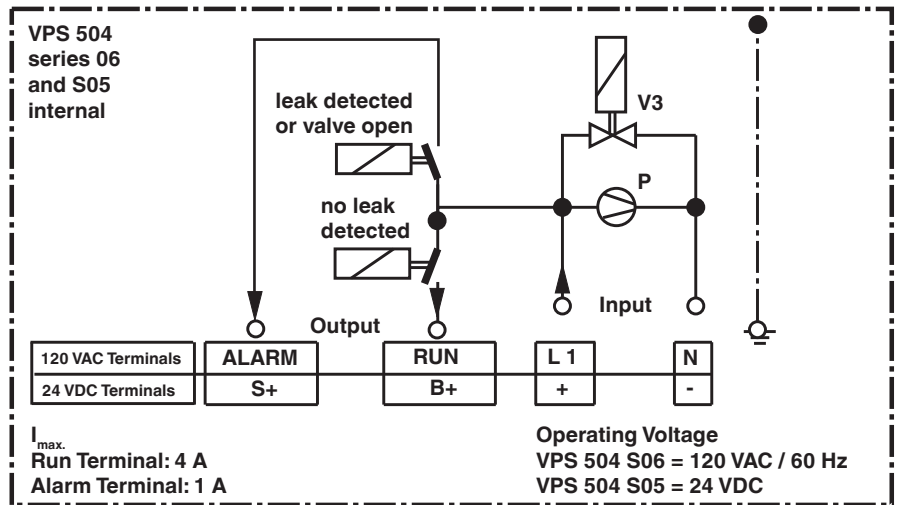 VPS 504
series 06
and S05
internal
leak detected
or valve open
no leak
detected
V3
P
Output
Input
120 VAC Terminals
ALARM
RUN
L 1
N
24 VDC Terminals
S+
B+
+
-
Imax.
Run Terminal: 4 A
Alarm Terminal: 1 A
Operating Voltage
VPS 504 S06 = 120 VAC / 60 Hz
VPS 504 S05 = 24 VDC